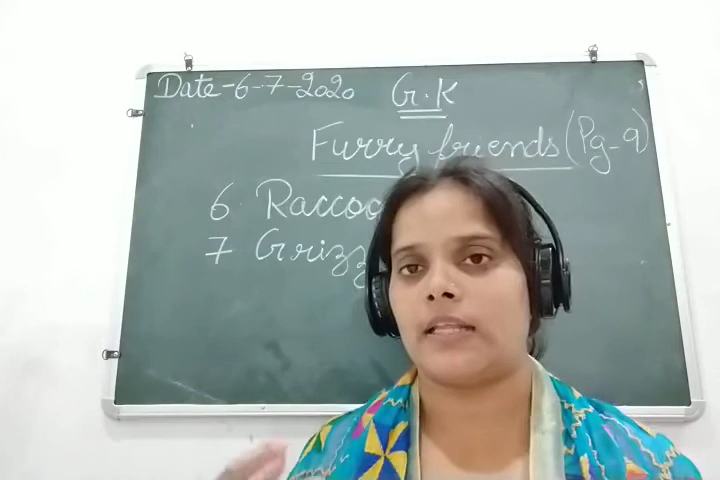 Date-6-7-2020 G.K
Furry friends (Pg-9)
6. Raccoo
7 Grizz